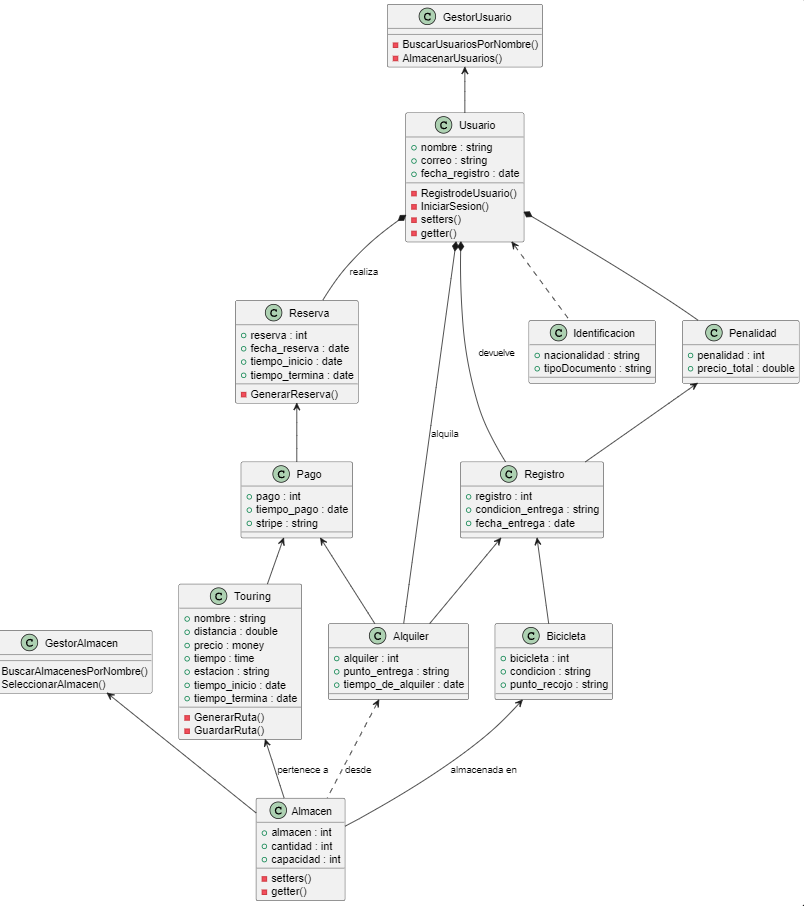 C GestorUsuario
BuscarUsuariosPorNombre()
AlmacenarUsuarios()
C Usuario
nombre : string
correo : string
fecha_registro : date
RegistrodeUsuario()
IniciarSesion()
setters()
getter()
realiza
C Reserva
reserva : int
fecha_reserva : date
tiempo_inicio : date
tiempo_termina : date
GenerarReserva()
devuelve
C Identificacion
nacionalidad : string
tipoDocumento : string
C Penalidad
penalidad : int
precio_total : double
alquila
C Pago
pago : int
tiempo_pago : date
stripe : string
C Registro
registro : int
condicion_entrega : string
fecha_entrega : date
C GestorAlmacen
BuscarAlmacenesPorNombre()
SeleccionarAlmacen()
C Touring
nombre : string
distancia : double
precio : money
tiempo : time
estacion : string
tiempo_inicio : date
tiempo_termina : date
GenerarRuta()
GuardarRuta()
C Alquiler
alquiler : int
punto_entrega : string
tiempo_de_alquiler : date
C Bicicleta
bicicleta : int
condicion : string
punto_recojo : string
pertenece a
desde
almacenada en
C Almacen
almacen : int
cantidad : int
capacidad : int
setters()
getter()